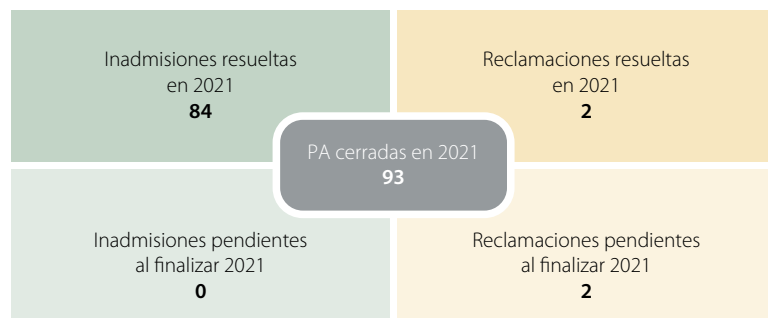 Inadmisiones resueltas
en 2021
84
Reclamaciones resueltas
en 2021
2
PA cerradas en 2021
93
Inadmisiones pendientes
al finalizar 2021
0
Reclamaciones pendientes
al finalizar 2021
2